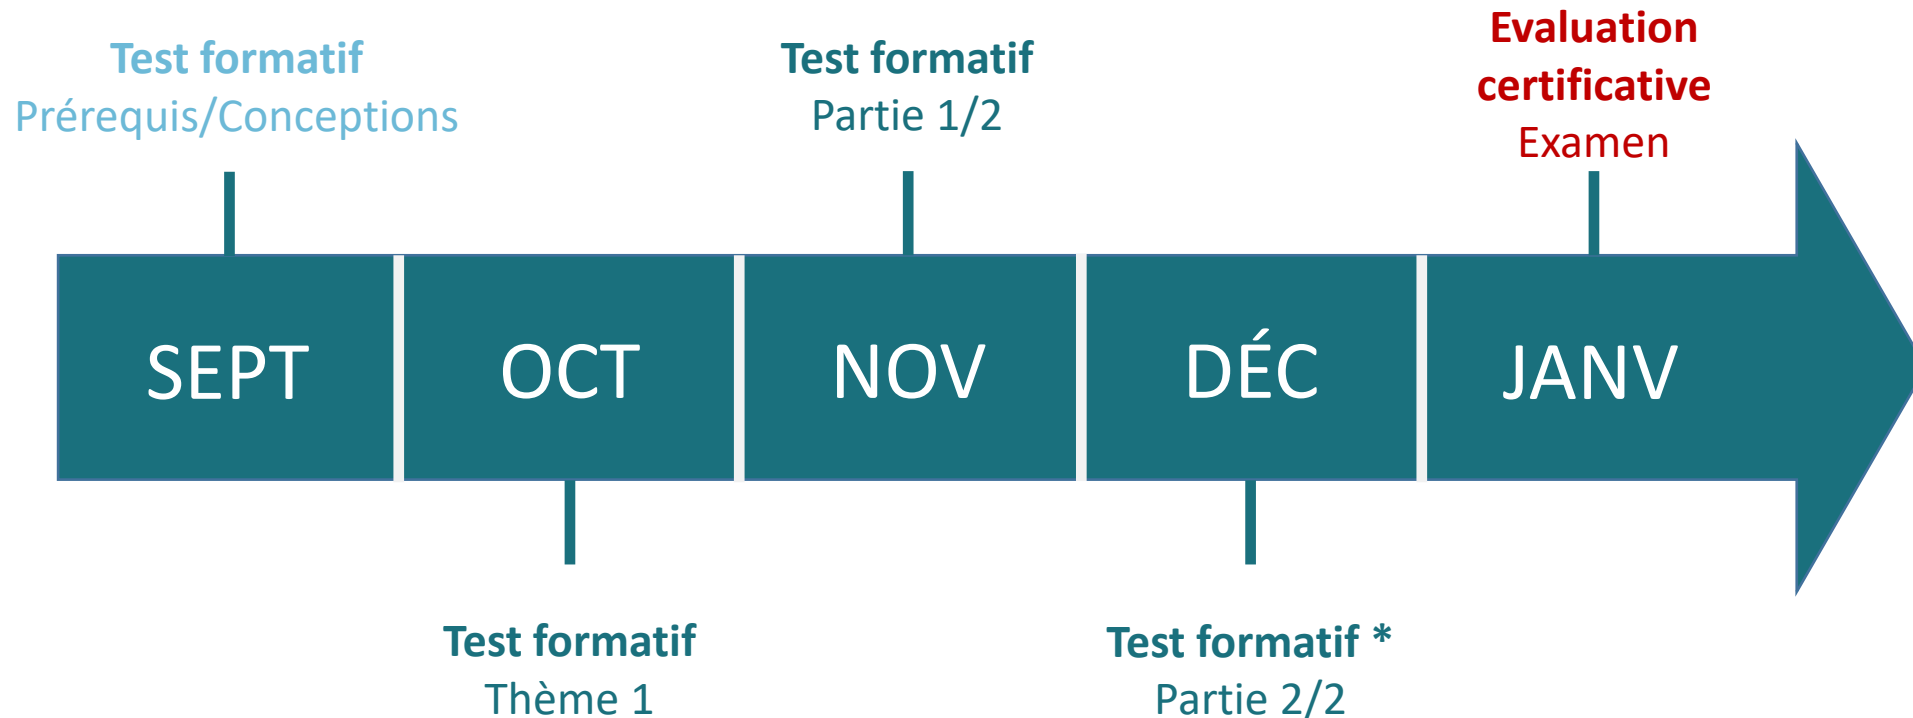 Test formatif
Prérequis/Conceptions
Test formatif
Partie 1/2
Evaluation
certificative
Examen
SEPT
OCT
NOV
DÉC
JANV
Test formatif
Thème 1
Test formatif *
Partie 2/2